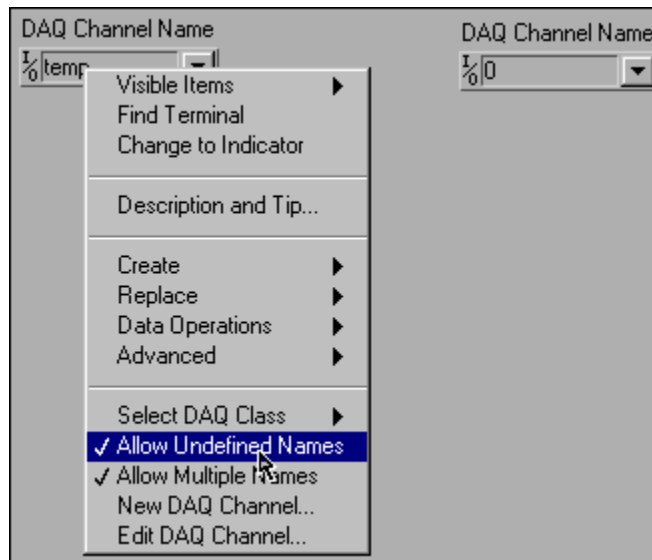 DAQ Channel Name
DAQ Channel Name
I/O temp
I/O 0
Visible Items
Find Terminal
Change to Indicator
Description and Tip...
Create
Replace
Data Operations
Advanced
Select DAQ Class
✓ Allow Undefined Names
✓ Allow Multiple Names
New DAQ Channel...
Edit DAQ Channel...